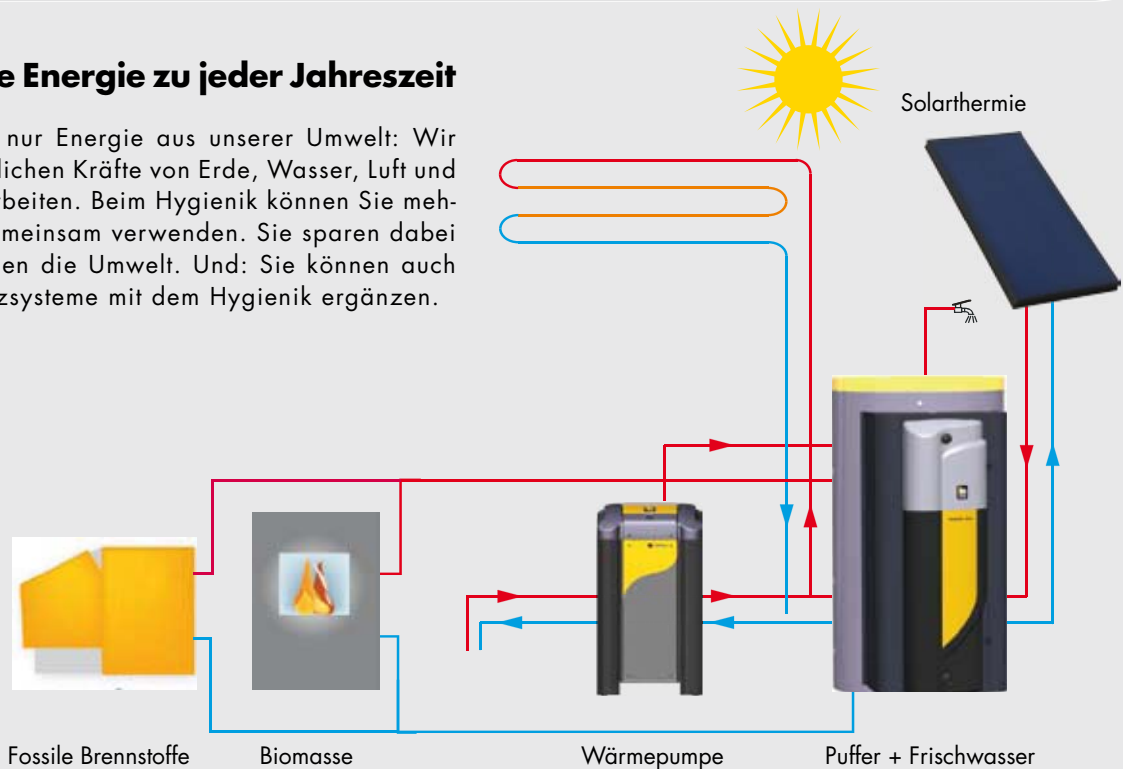 e Energie zu jeder Jahreszeit
nur Energie aus unserer Umwelt: Wir
lichen Kräfte von Erde, Wasser, Luft und
rbeiten. Beim Hygienik können Sie meh-
meinsam verwenden. Sie sparen dabei
en die Umwelt. Und: Sie können auch
zsysteme mit dem Hygienik ergänzen.
Solarthermie
Fossile Brennstoffe
Biomasse
Wärmepumpe
Puffer + Frischwasser